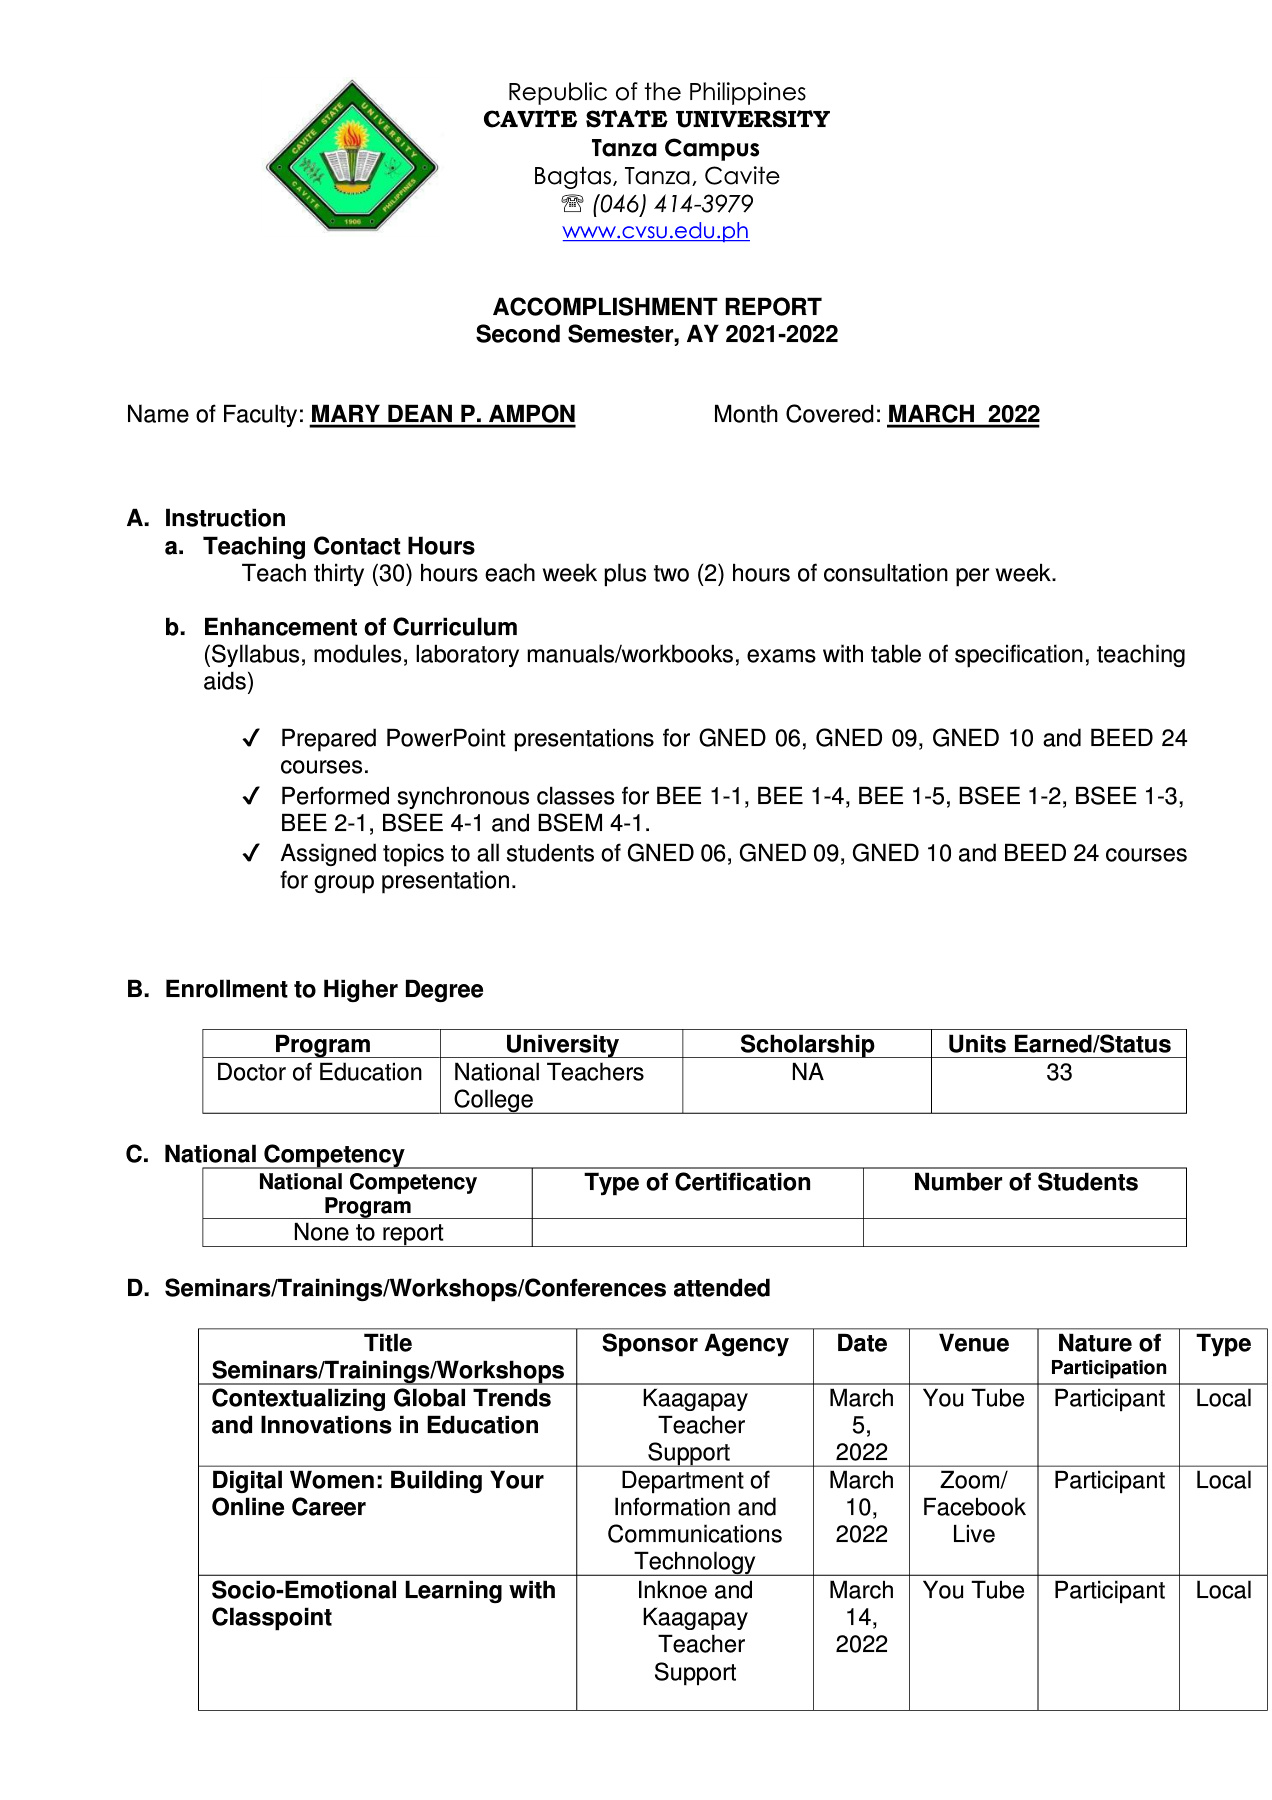 Republic of the Philippines
CAVITE STATE UNIVERSITY
Tanza Campus
Bagtas, Tanza, Cavite
☏ (046) 414-3979
www.cvsu.edu.ph
CAVITE STATE UNIVERSITY
CAVITE PHILIPPINES
1906
ACCOMPLISHMENT REPORT
Second Semester, AY 2021-2022
Name of Faculty: MARY DEAN P. AMPON Month Covered: MARCH 2022
A. Instruction
a. Teaching Contact Hours
Teach thirty (30) hours each week plus two (2) hours of consultation per week.
b. Enhancement of Curriculum
(Syllabus, modules, laboratory manuals/workbooks, exams with table of specification, teaching
aids)
✓ Prepared PowerPoint presentations for GNED 06, GNED 09, GNED 10 and BEED 24
courses.
✓ Performed synchronous classes for BEE 1-1, BEE 1-4, BEE 1-5, BSEE 1-2, BSEE 1-3,
BEE 2-1, BSEE 4-1 and BSEM 4-1.
✓ Assigned topics to all students of GNED 06, GNED 09, GNED 10 and BEED 24 courses
for group presentation.
B. Enrollment to Higher Degree
Program University Scholarship Units Earned/Status
Doctor of Education National Teachers NA 33
College
C. National Competency
National Competency Type of Certification Number of Students
Program
None to report
D. Seminars/Trainings/Workshops/Conferences attended
Title Sponsor Agency Date Venue Nature of Type
Seminars/Trainings/Workshops Participation
Contextualizing Global Trends Kaagapay March You Tube Participant Local
and Innovations in Education Teacher 5,
Support 2022
Digital Women: Building Your Department of March Zoom/ Participant Local
Online Career Information and 10, Facebook
Communications 2022 Live
Technology
Socio-Emotional Learning with Inknoe and March You Tube Participant Local
Classpoint Kaagapay 14,
Teacher 2022
Support